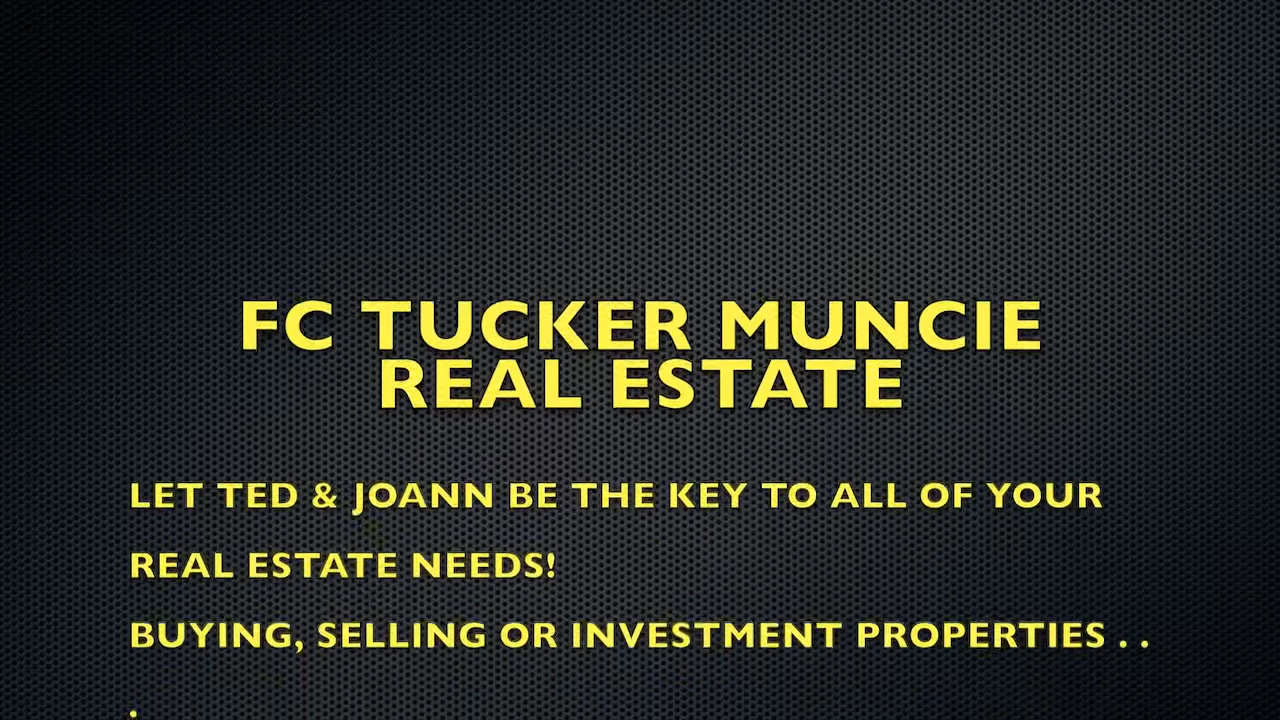 FC TUCKER MUNCIE
REAL ESTATE
LET TED & JOANN BE THE KEY TO ALL OF YOUR
REAL ESTATE NEEDS!
BUYING, SELLING OR INVESTMENT PROPERTIES . .
.